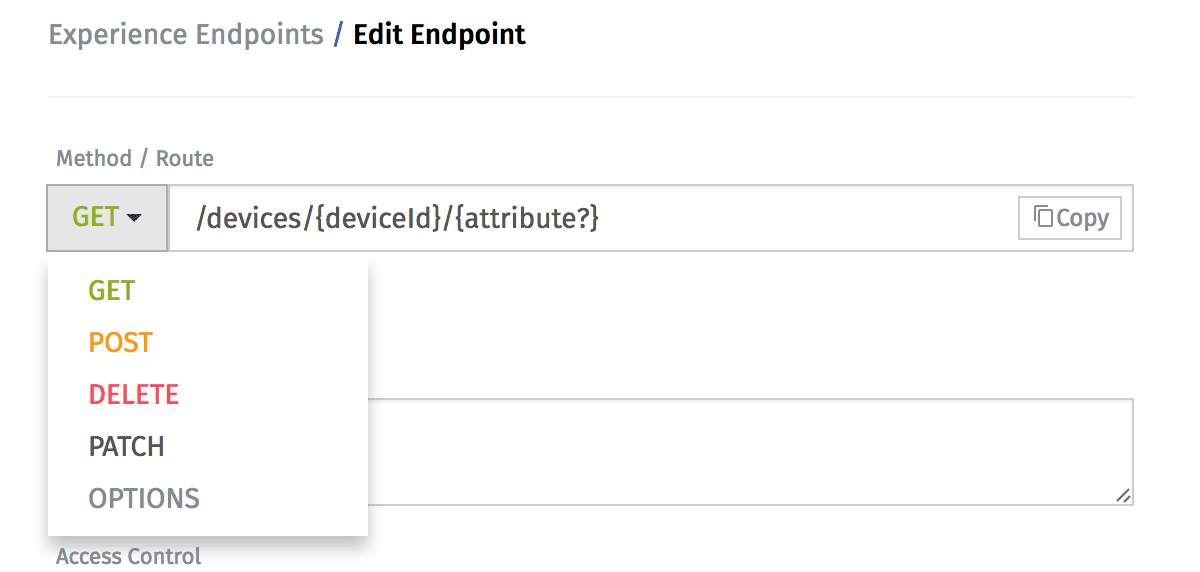 Experience Endpoints / Edit Endpoint
Method / Route
GET /devices/{deviceId}/{attribute?} Copy
GET
POST
DELETE
PATCH
OPTIONS
Access Control